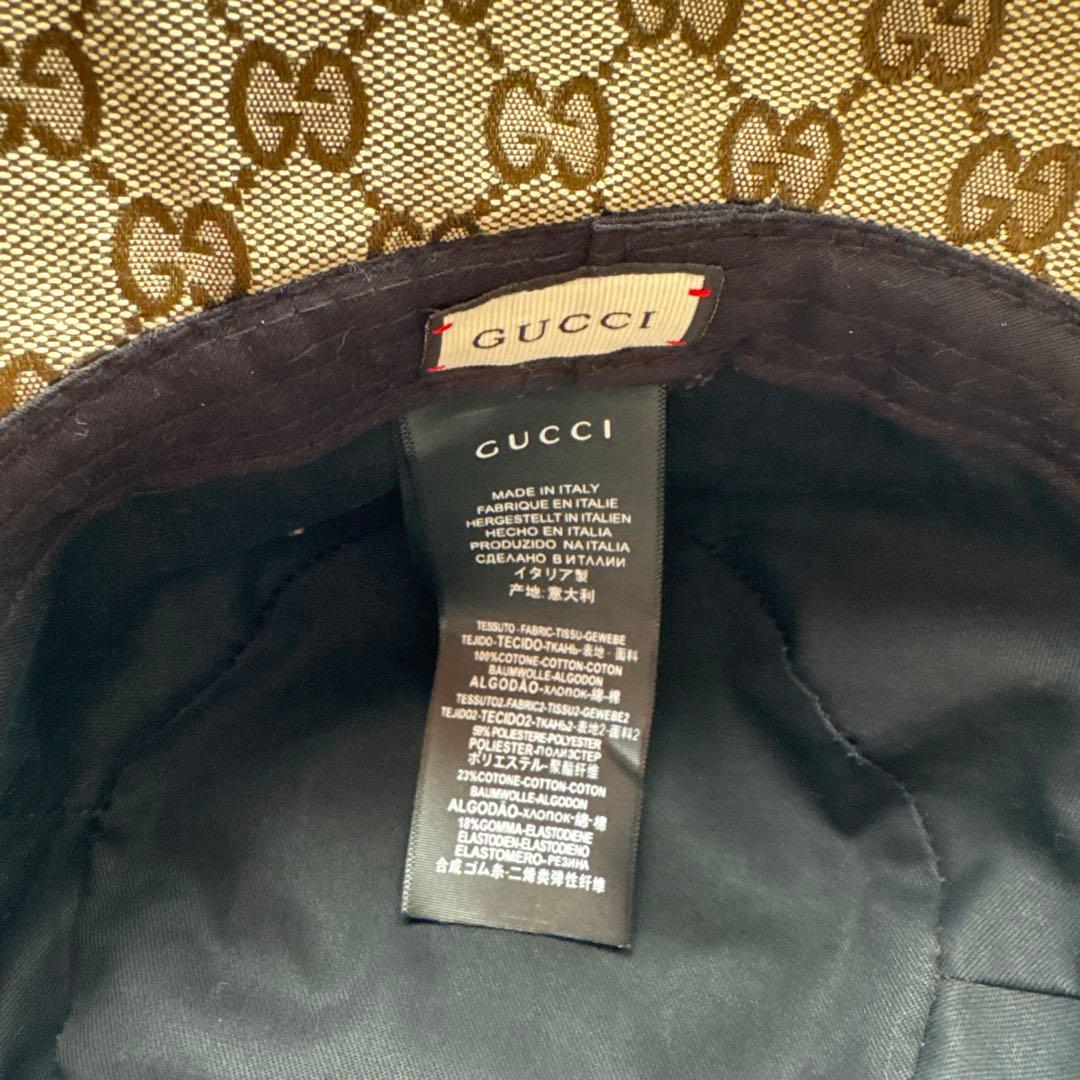 GUCCI
GUCCI
MADE IN ITALY
FABRIQUE EN ITALIE
HERGESTELLT IN ITALIEN
HECHO EN ITALIA
PRODUZIDO NA ITALIA
СДЕЛАНО В ИТАЛИИ
イタリア製
产地:意大利
TESSUTO-FABRIC-TISSU-GEWEBE
TEJIDO-TECIDO-ТКАНЬ-表地·面料
100%COTONE-COTTON-COTON
BAUMWOLLE-ALGODON
ALGODÃO-ХЛОПОК-綿-棉
TESSUTO2-FABRIC2-TISSU2-GEWEBE2
TEJIDO2-TECIDO2-ТКАНЬ2-表地2-面料2
59% POLIESTERE-POLYESTER
POLIESTER-ПОЛИЭСТЕР
ポリエステル-聚酯纤维
23%COTONE-COTTON-COTON
BAUMWOLLE-ALGODON
ALGODÃO-ХЛОПОК-綿-棉
18%GOMMA-ELASTODIENE
ELASTODIEN-ELASTODIENO
ELASTOMERO-РЕЗИНА
合成ゴム糸-二烯类弹性纤维